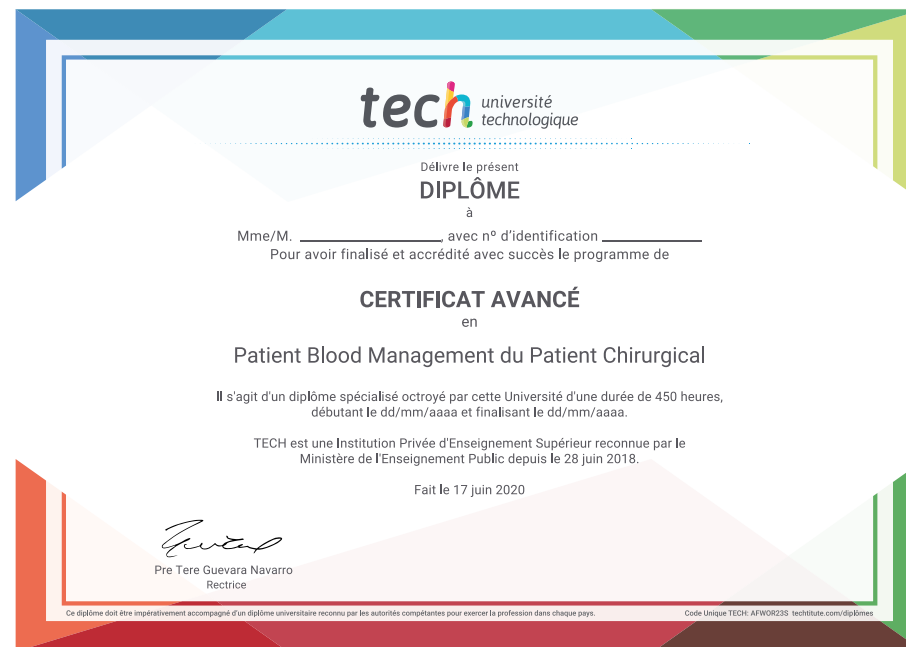 tech université
technologique
Délivre le présent
DIPLÔME
à
Mme/M. ____________________, avec nº d'identification ______________
Pour avoir finalisé et accrédité avec succès le programme de
CERTIFICAT AVANCÉ
en
Patient Blood Management du Patient Chirurgical
Il s'agit d'un diplôme spécialisé octroyé par cette Université d'une durée de 450 heures,
débutant le dd/mm/aaaa et finalisant le dd/mm/aaaa.
TECH est une Institution Privée d'Enseignement Supérieur reconnue par le
Ministère de l'Enseignement Public depuis le 28 juin 2018.
Fait le 17 juin 2020
Pre Tere Guevara Navarro
Rectrice
Ce diplôme doit être impérativement accompagné d'un diplôme universitaire reconnu par les autorités compétantes pour exercer la profession dans chaque pays.
Code Unique TECH: AFWOR23S techtitute.com/diplômes